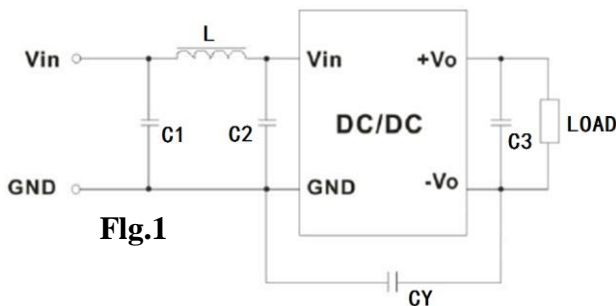 L
Vin
Vin
+Vo
C1
C2
DC/DC
C3
LOAD
GND
GND
-Vo
Flg.1
CY